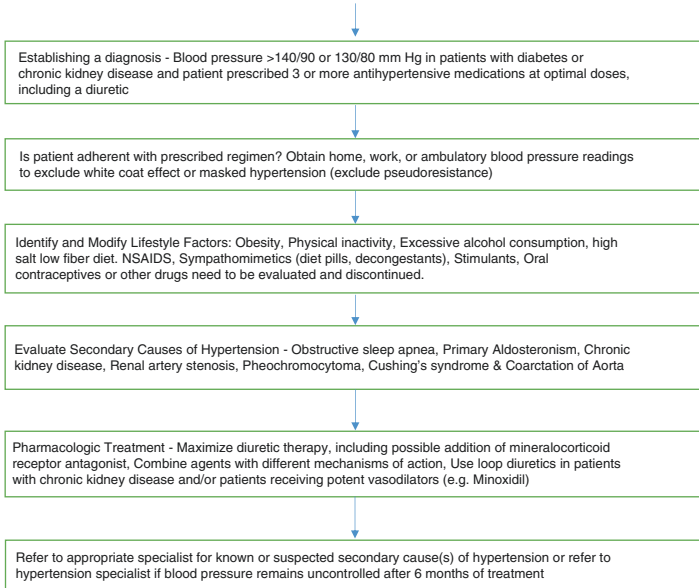 Establishing a diagnosis - Blood pressure >140/90 or 130/80 mm Hg in patients with diabetes or
chronic kidney disease and patient prescribed 3 or more antihypertensive medications at optimal doses,
including a diuretic
Is patient adherent with prescribed regimen? Obtain home, work, or ambulatory blood pressure readings
to exclude white coat effect or masked hypertension (exclude pseudoresistance)
Identify and Modify Lifestyle Factors: Obesity, Physical inactivity, Excessive alcohol consumption, high
salt low fiber diet. NSAIDS, Sympathomimetics (diet pills, decongestants), Stimulants, Oral
contraceptives or other drugs need to be evaluated and discontinued.
Evaluate Secondary Causes of Hypertension - Obstructive sleep apnea, Primary Aldosteronism, Chronic
kidney disease, Renal artery stenosis, Pheochromocytoma, Cushing's syndrome & Coarctation of Aorta
Pharmacologic Treatment - Maximize diuretic therapy, including possible addition of mineralocorticoid
receptor antagonist, Combine agents with different mechanisms of action, Use loop diuretics in patients
with chronic kidney disease and/or patients receiving potent vasodilators (e.g. Minoxidil)
Refer to appropriate specialist for known or suspected secondary cause(s) of hypertension or refer to
hypertension specialist if blood pressure remains uncontrolled after 6 months of treatment